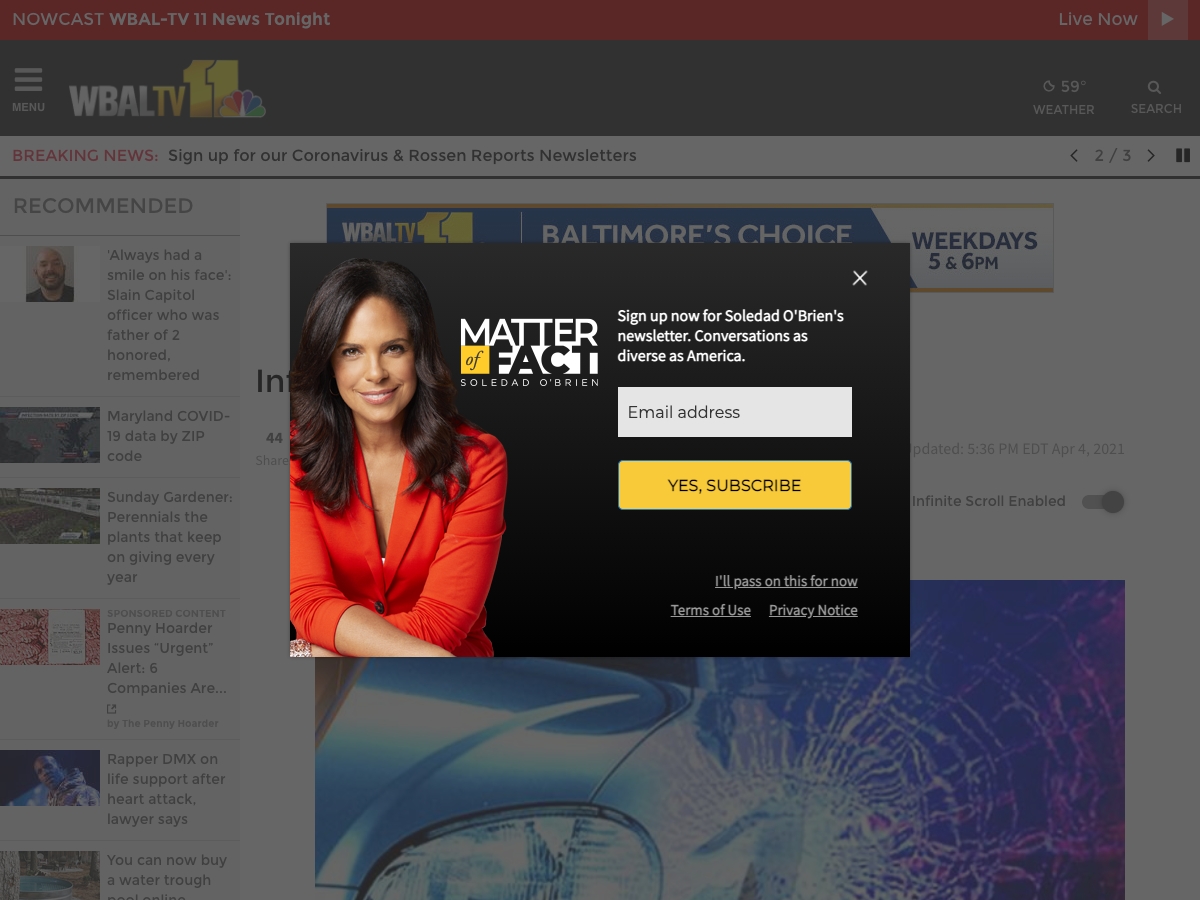 NOWCAST WBAL-TV 11 News Tonight
Live Now
MENU
WBALTV 11
59°
WEATHER
SEARCH
BREAKING NEWS: Sign up for our Coronavirus & Rossen Reports Newsletters
2 / 3
RECOMMENDED
'Always had a
smile on his face':
Slain Capitol
officer who was
father of 2
honored,
remembered
Maryland COVID-
19 data by ZIP
code
Sunday Gardener:
Perennials the
plants that keep
on giving every
year
SPONSORED CONTENT
Penny Hoarder
Issues "Urgent"
Alert: 6
Companies Are...
by The Penny Hoarder
Rapper DMX on
life support after
heart attack,
lawyer says
You can now buy
a water trough
pool online
WBALTV 11
BALTIMORE'S CHOICE
WEEKDAYS
5 & 6PM
44
Share
Updated: 5:36 PM EDT Apr 4, 2021
Infinite Scroll Enabled
MATTER
of FACT
SOLEDAD O'BRIEN
Sign up now for Soledad O'Brien's
newsletter. Conversations as
diverse as America.
Email address
YES, SUBSCRIBE
I'll pass on this for now
Terms of Use Privacy Notice